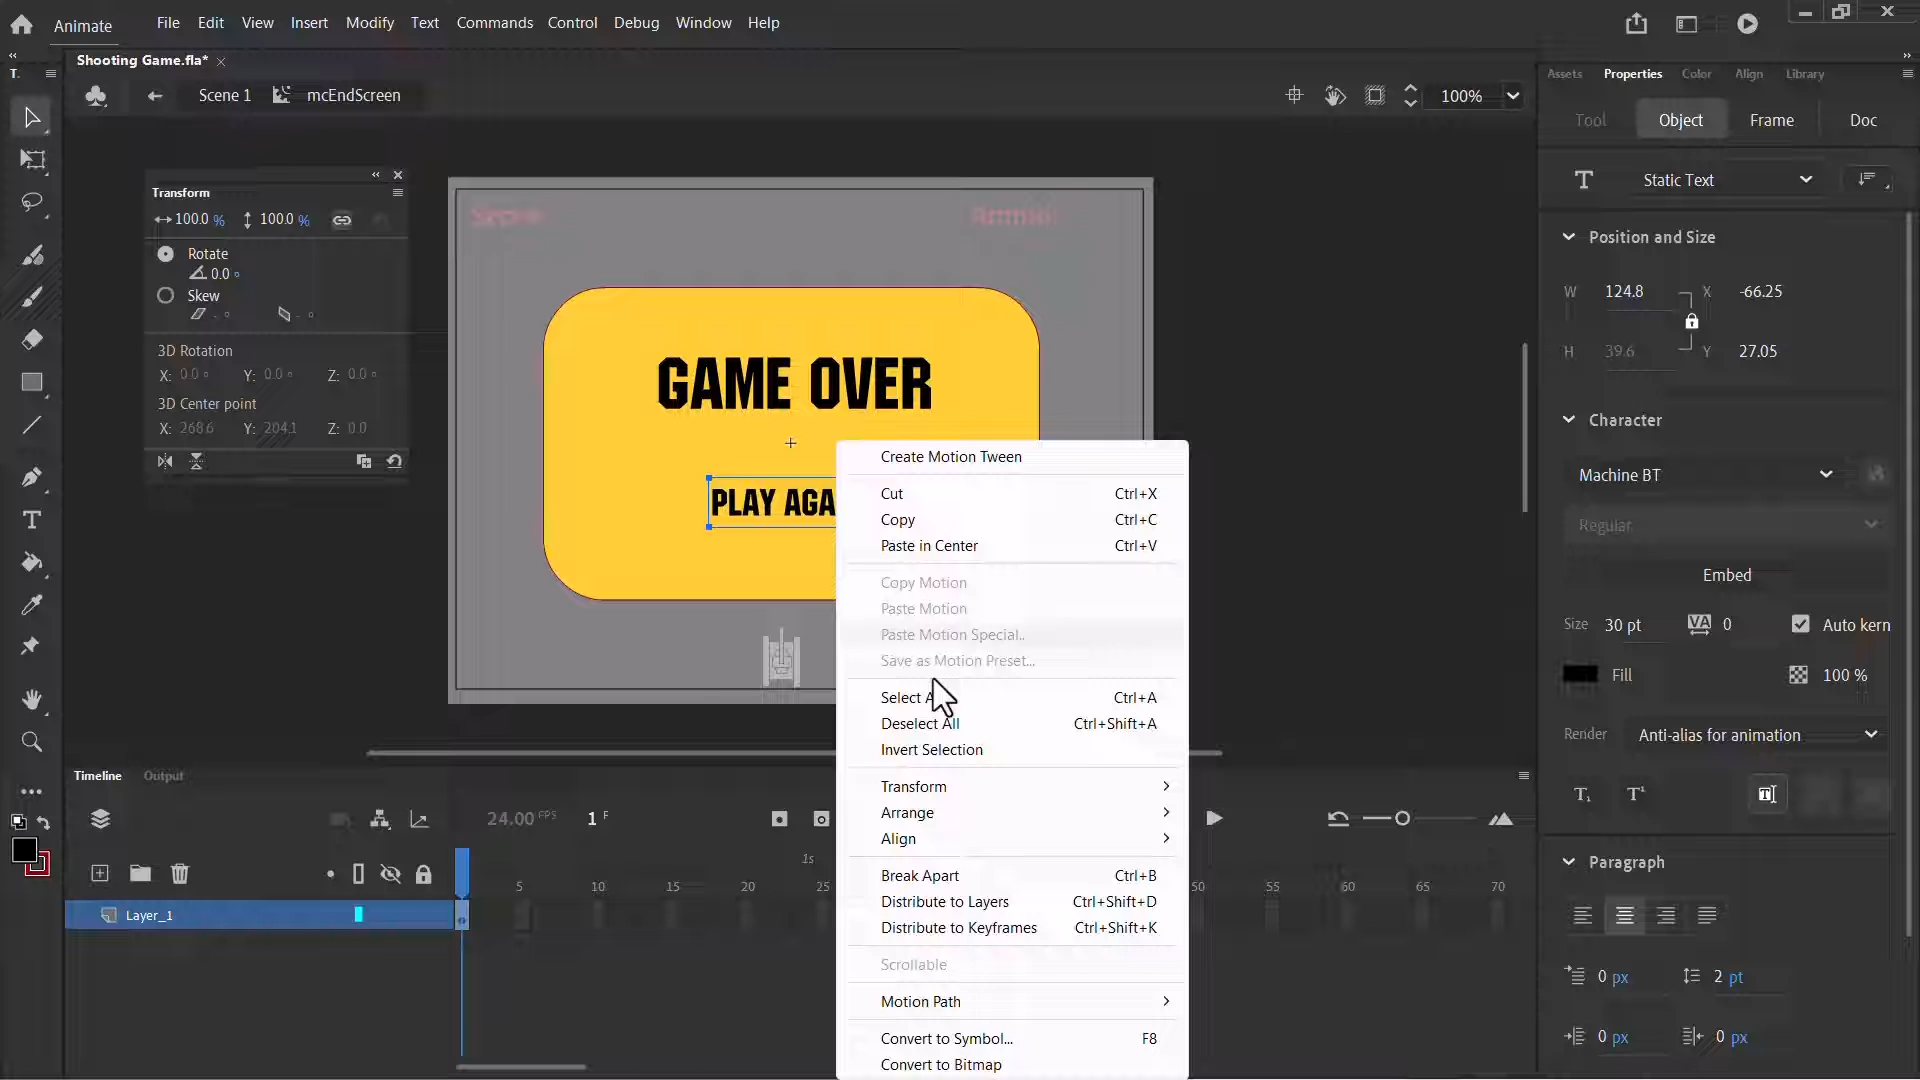 Animate File Edit View Insert Modify Text Commands Control Debug Window Help
Shooting Game.fla*
T.
Scene 1 mcEndScreen 100%
Assets Properties Color Align Library
Tool Object Frame Doc
Static Text
Position and Size
W 124.8 X -66.25
H 39.6 Y 27.05
Character
Machine BT
Regular
Embed
Size 30 pt VA 0 Auto kern
Fill 100 %
Render Anti-alias for animation
Paragraph
0 px 2 pt
0 px 0 px
Transform
100.0 % 100.0 %
Rotate
0.0 °
Skew
- ° - °
3D Rotation
X: 0.0 ° Y: 0.0 ° Z: 0.0 °
3D Center point
X: 268.6 Y: 204.1 Z: 0.0
Score Ammo:
GAME OVER
PLAY AGA
Create Motion Tween
Cut Ctrl+X
Copy Ctrl+C
Paste in Center Ctrl+V
Copy Motion
Paste Motion
Paste Motion Special..
Save as Motion Preset...
Select A Ctrl+A
Deselect All Ctrl+Shift+A
Invert Selection
Transform
Arrange
Align
Break Apart Ctrl+B
Distribute to Layers Ctrl+Shift+D
Distribute to Keyframes Ctrl+Shift+K
Scrollable
Motion Path
Convert to Symbol... F8
Convert to Bitmap
Timeline Output
24.00 FPS 1 F
1s
5 10 15 20 25 50 55 60 65 70
Layer_1